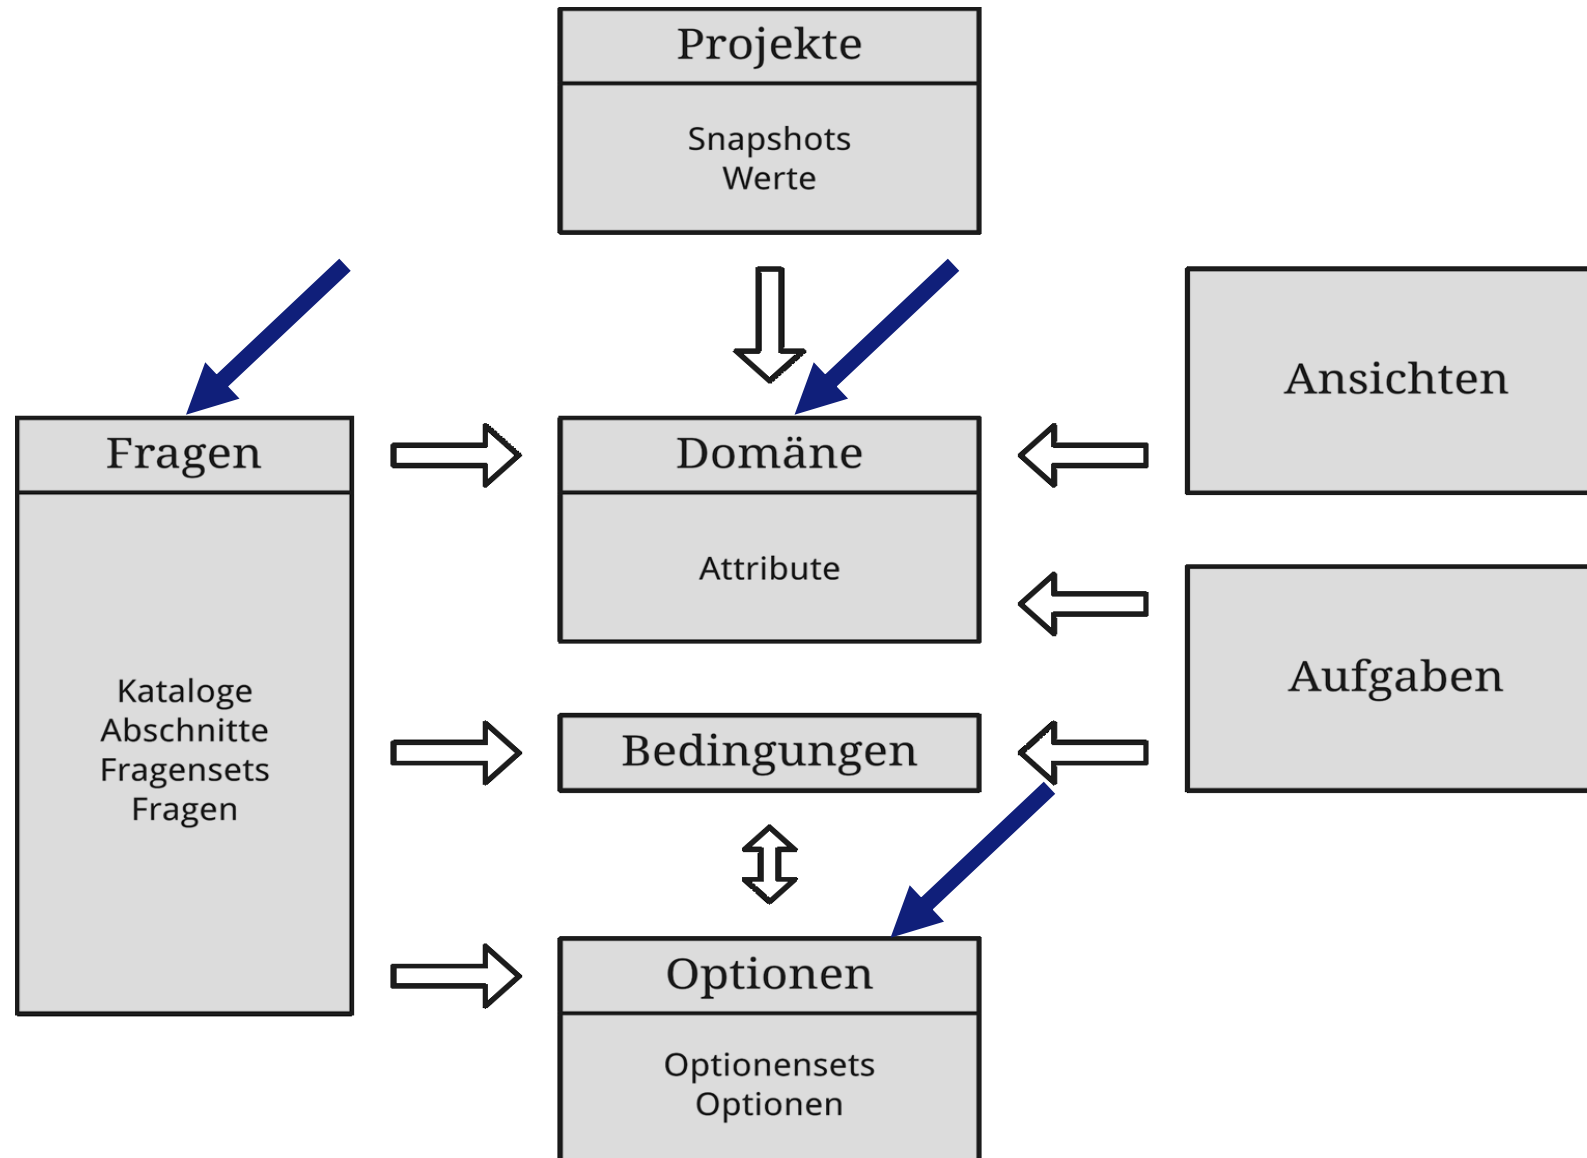 Projekte
Snapshots
Werte
Ansichten
Fragen
Domäne
Attribute
Aufgaben
Kataloge
Abschnitte
Fragensets
Fragen
Bedingungen
Optionen
Optionensets
Optionen